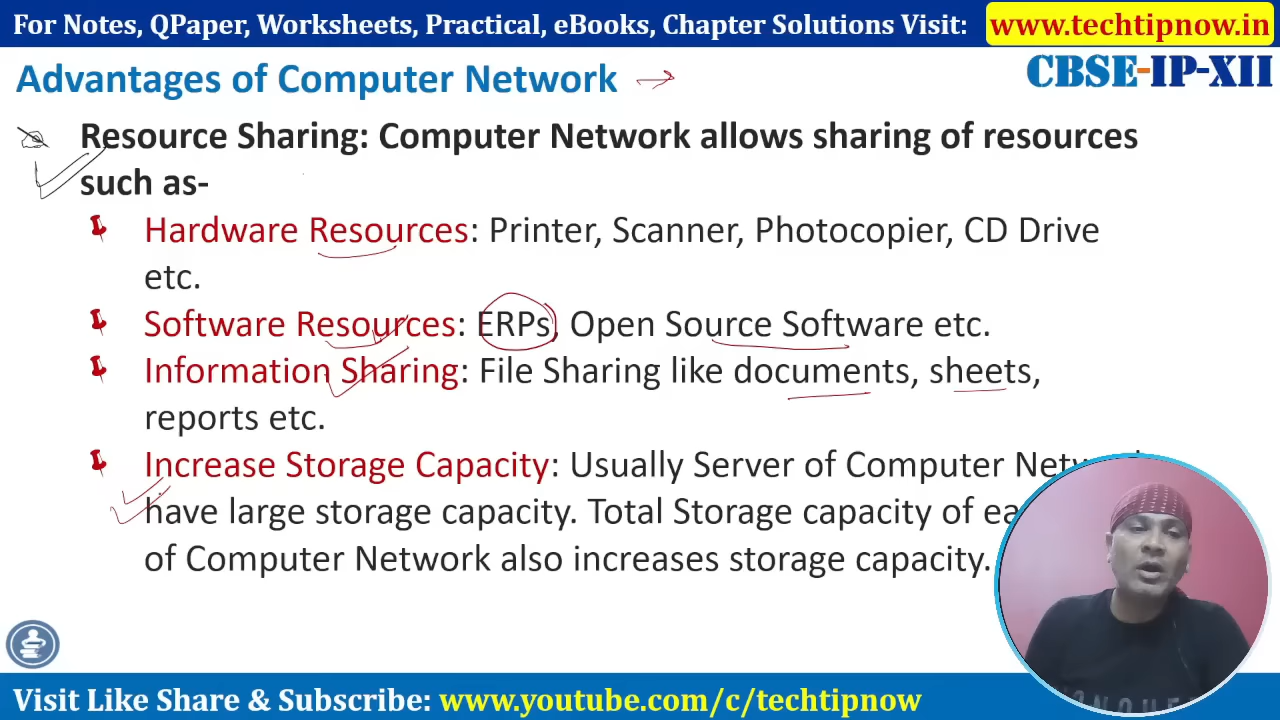 For Notes, QPaper, Worksheets, Practical, eBooks, Chapter Solutions Visit: www.techtipnow.in
Advantages of Computer Network
CBSE-IP-XII
Resource Sharing: Computer Network allows sharing of resources
such as-
Hardware Resources: Printer, Scanner, Photocopier, CD Drive
etc.
Software Resources: ERPs, Open Source Software etc.
Information Sharing: File Sharing like documents, sheets,
reports etc.
Increase Storage Capacity: Usually Server of Computer
have large storage capacity. Total Storage capacity of
of Computer Network also increases storage capacity.
Visit Like Share & Subscribe: www.youtube.com/c/techtipnow